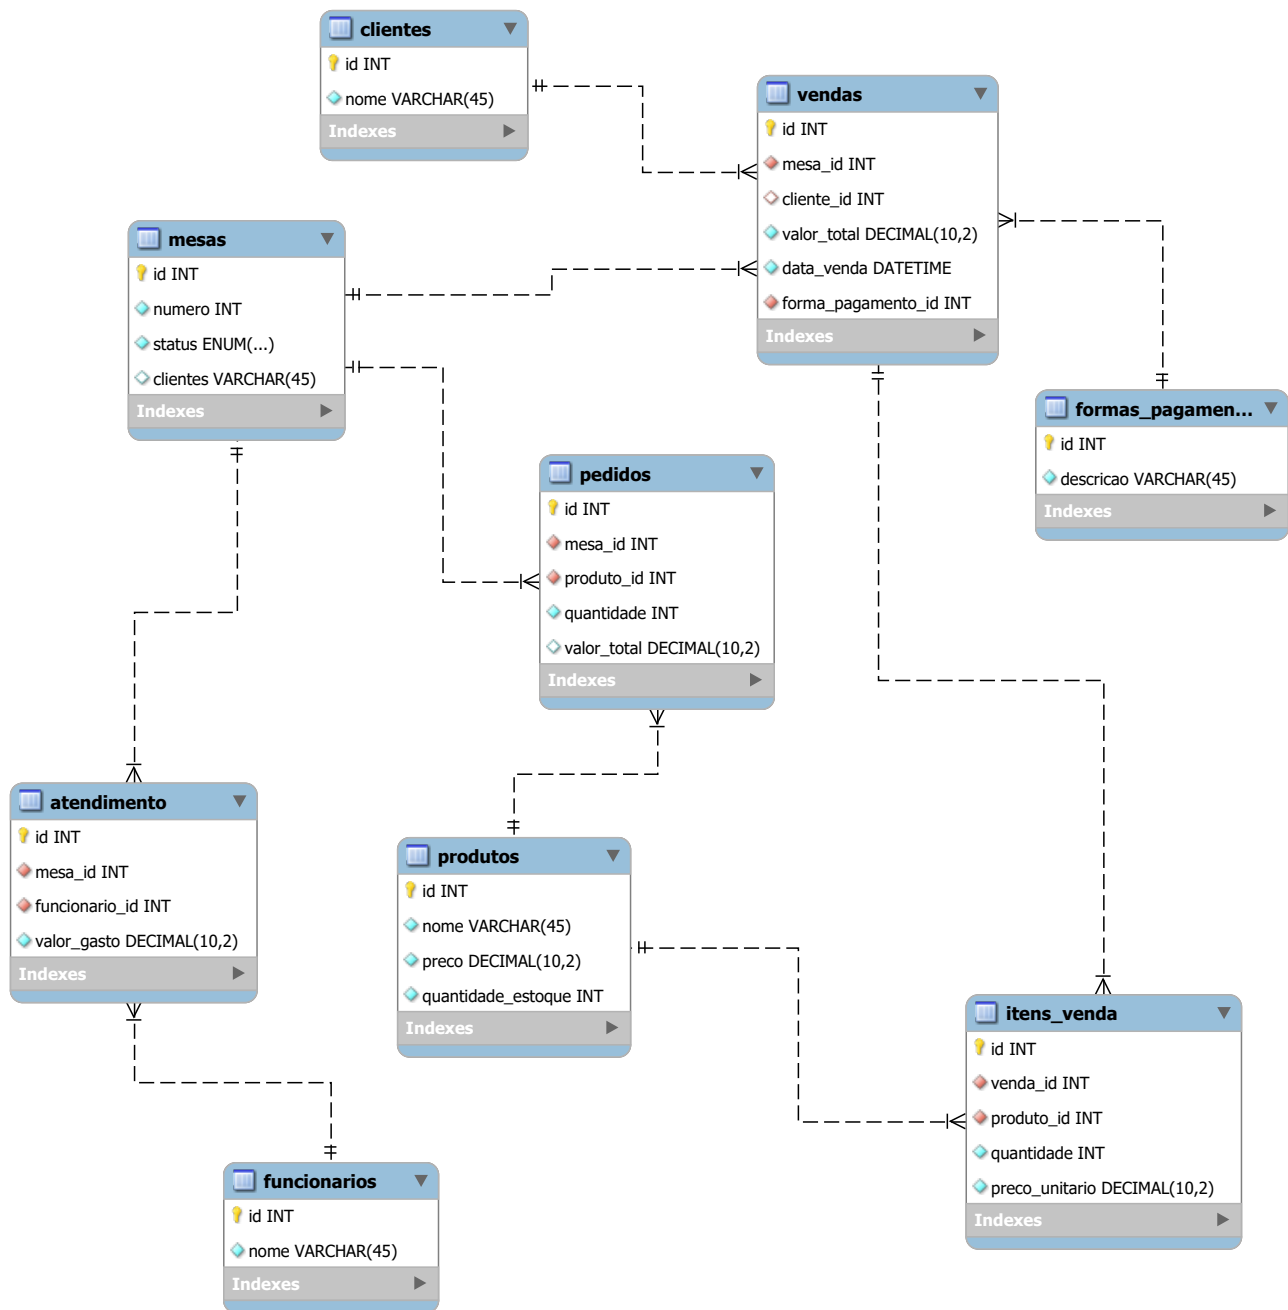 clientes
id INT
nome VARCHAR(45)
Indexes
vendas
id INT
mesa_id INT
cliente_id INT
valor_total DECIMAL(10,2)
data_venda DATETIME
forma_pagamento_id INT
Indexes
mesas
id INT
numero INT
status ENUM(...)
clientes VARCHAR(45)
Indexes
formas_pagamen...
id INT
descricao VARCHAR(45)
Indexes
pedidos
id INT
mesa_id INT
produto_id INT
quantidade INT
valor_total DECIMAL(10,2)
Indexes
atendimento
id INT
mesa_id INT
funcionario_id INT
valor_gasto DECIMAL(10,2)
Indexes
produtos
id INT
nome VARCHAR(45)
preco DECIMAL(10,2)
quantidade_estoque INT
Indexes
itens_venda
id INT
venda_id INT
produto_id INT
quantidade INT
preco_unitario DECIMAL(10,2)
Indexes
funcionarios
id INT
nome VARCHAR(45)
Indexes